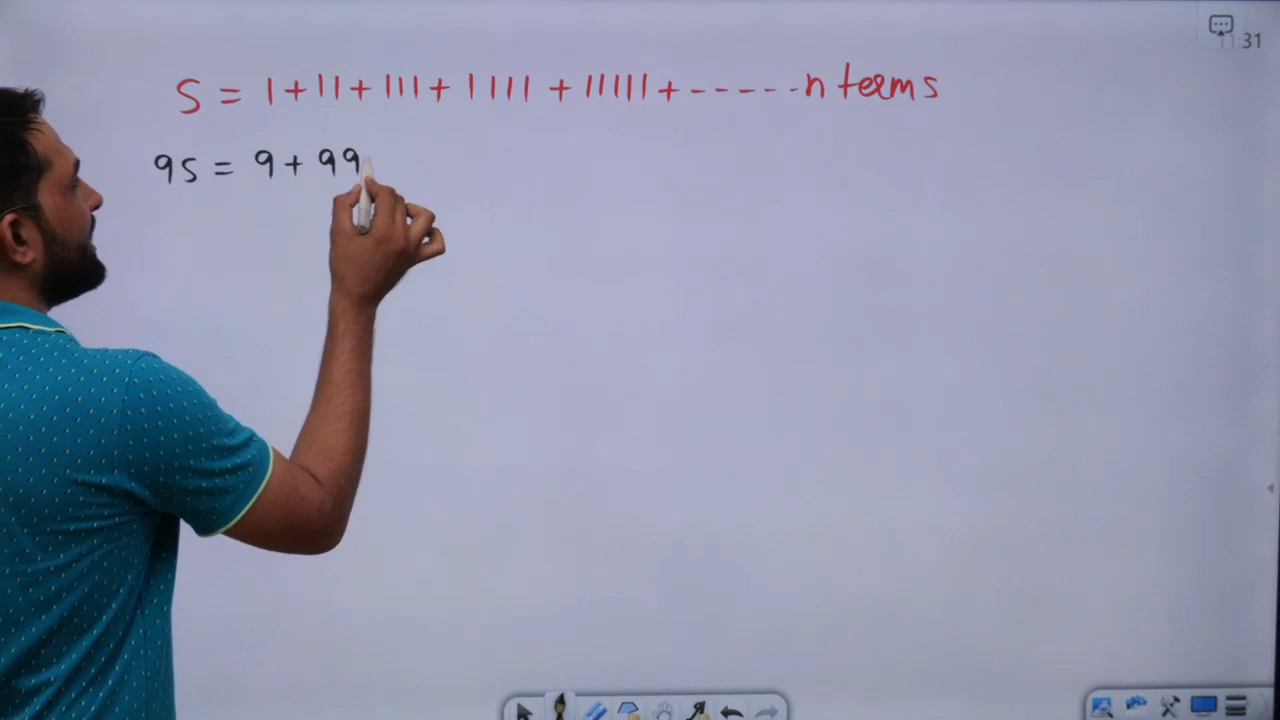 S = 1 + 11 + 111 + 1111 + 11111 + ------ n terms
9S = 9 + 99